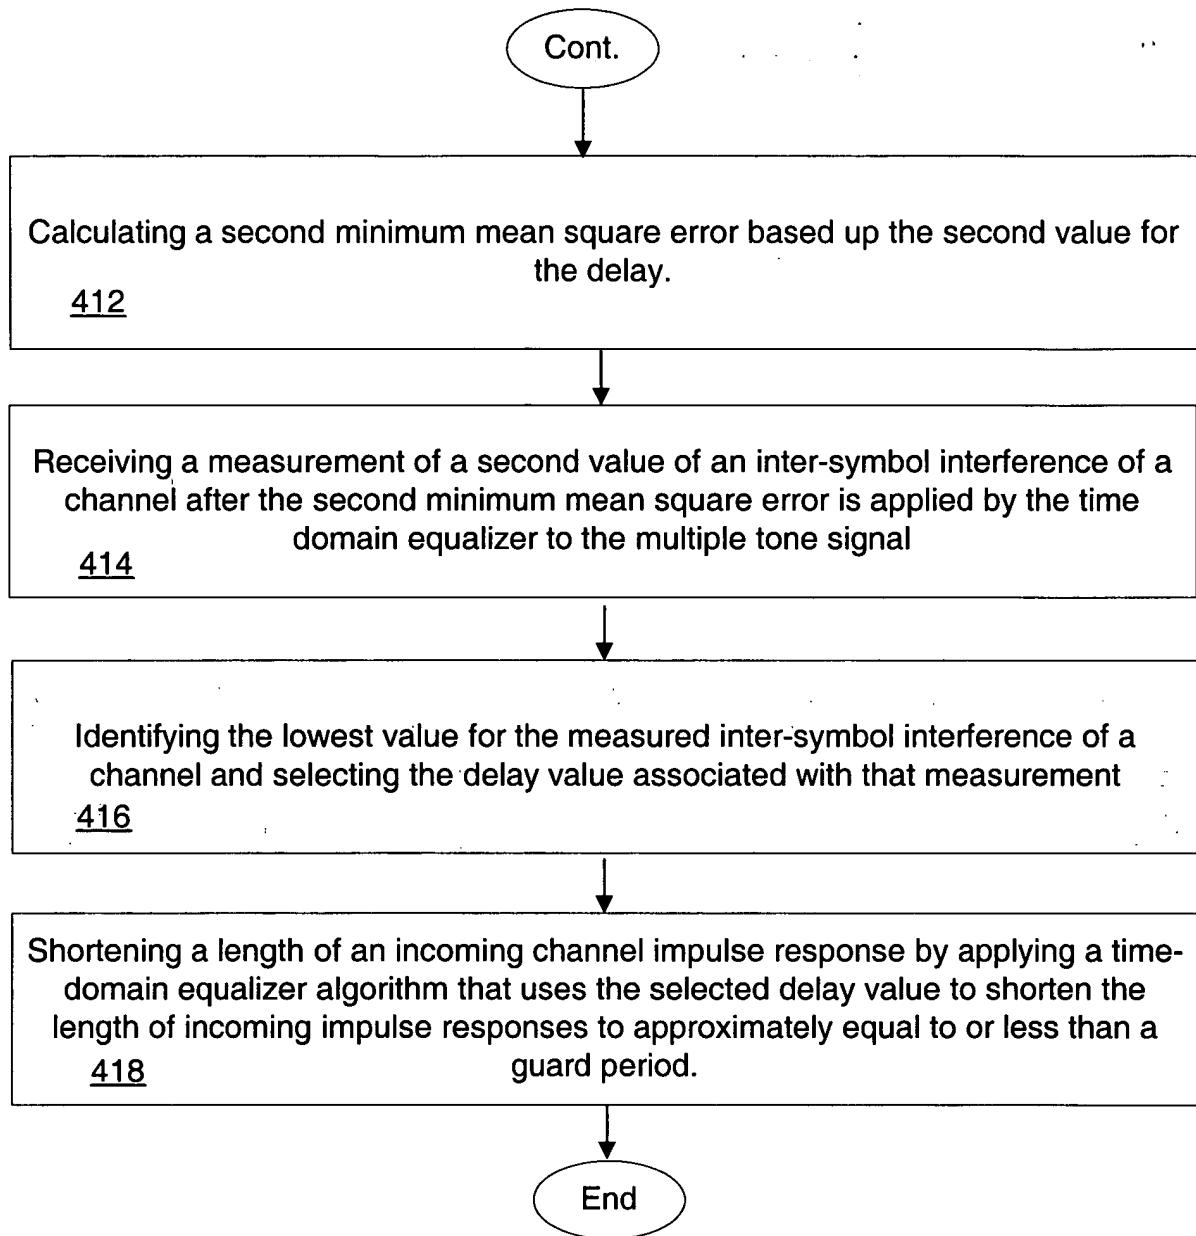 Cont.
Calculating a second minimum mean square error based up the second value for
the delay.
412
Receiving a measurement of a second value of an inter-symbol interference of a
channel after the second minimum mean square error is applied by the time
domain equalizer to the multiple tone signal
414
Identifying the lowest value for the measured inter-symbol interference of a
channel and selecting the delay value associated with that measurement
416
Shortening a length of an incoming channel impulse response by applying a time-
domain equalizer algorithm that uses the selected delay value to shorten the
length of incoming impulse responses to approximately equal to or less than a
guard period.
418
End